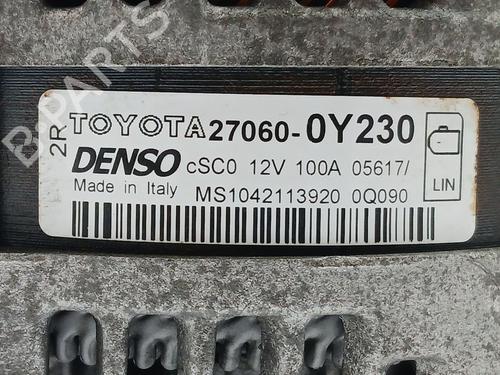 B-PARTS
2R
TOYOTA 27060-0Y230
DENSO cSC0 12V 100A 05617/
Made in Italy MS1042113920 0Q090
LIN